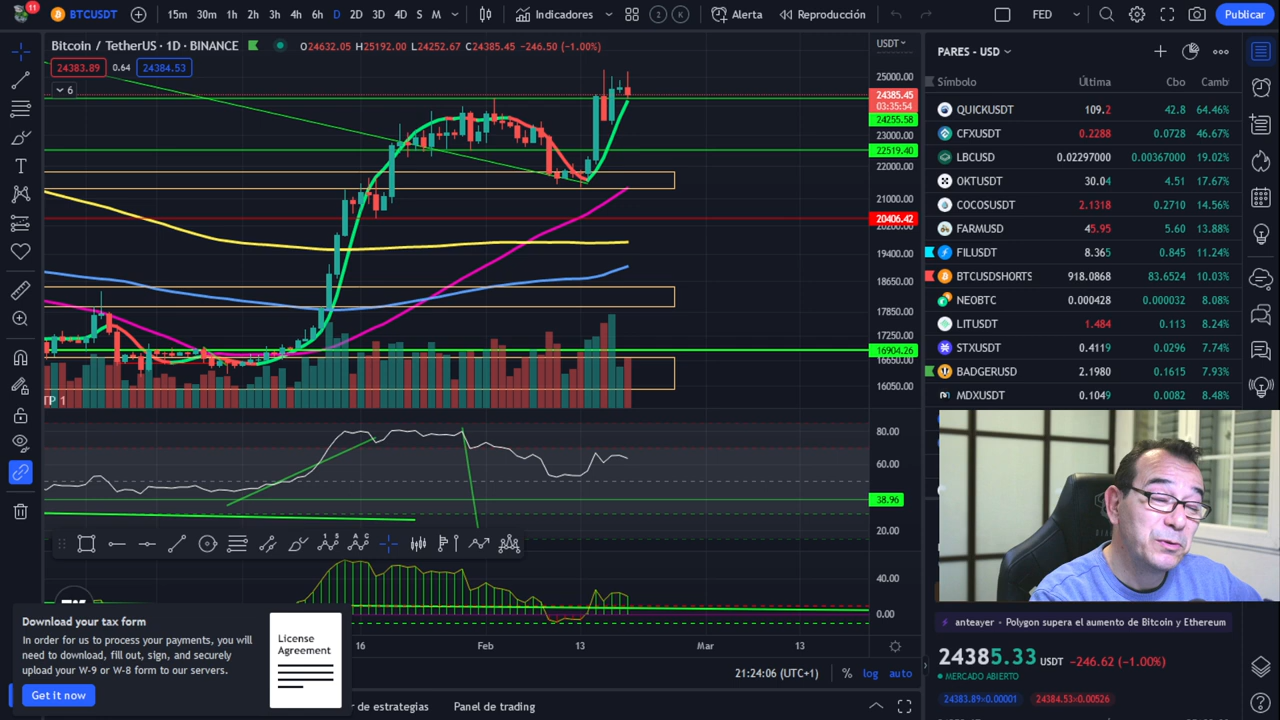 11
BTCUSDT
15m 30m 1h 2h 3h 4h 6h D 2D 3D 4D S M
Indicadores
2 K
Alerta
Reproducción
FED
Publicar
Bitcoin / TetherUS · 1D · BINANCE
O24632.05 H25192.00 L24252.67 C24385.45 -246.50 (-1.00%)
24383.89 0.64 24384.53
6
USDT
25000.00
24385.45
03:35:54
24255.58
23000.00
22519.40
22000.00
21000.00
20406.42
20200.00
19400.00
18650.00
17850.00
17250.00
16904.26
16650.00
16050.00
TP 1
80.00
60.00
38.96
20.00
40.00
0.00
16 Feb 13 Mar 13
21:24:06 (UTC+1) % log auto
Download your tax form
In order for us to process your payments, you will
need to download, fill out, sign, and securely
upload your W-9 or W-8 form to our servers.
Get it now
License
Agreement
r de estrategias Panel de trading
PARES - USD
Símbolo Última Cbo Camb
QUICKUSDT 109.2 42.8 64.46%
CFXUSDT 0.2288 0.0728 46.67%
LBCUSDT 0.02297000 0.00367000 19.02%
OKTUSDT 30.04 4.51 17.67%
COCOSUSDT 2.1318 0.2710 14.56%
FARMUSD 45.95 5.60 13.88%
FILUSDT 8.365 0.845 11.24%
BTCUSDSHORTS 918.0868 83.6524 10.03%
NEOBTC 0.000428 0.000032 8.08%
LITUSDT 1.484 0.113 8.24%
STXUSDT 0.4119 0.0296 7.74%
BADGERUSD 2.1980 0.1615 7.93%
MDXUSDT 0.1049 0.0082 8.48%
anteayer · Polygon supera el aumento de Bitcoin y Ethereum
24385.33 USDT -246.62 (-1.00%)
MERCADO ABIERTO
24383.89×0.00001 24384.53×0.00526